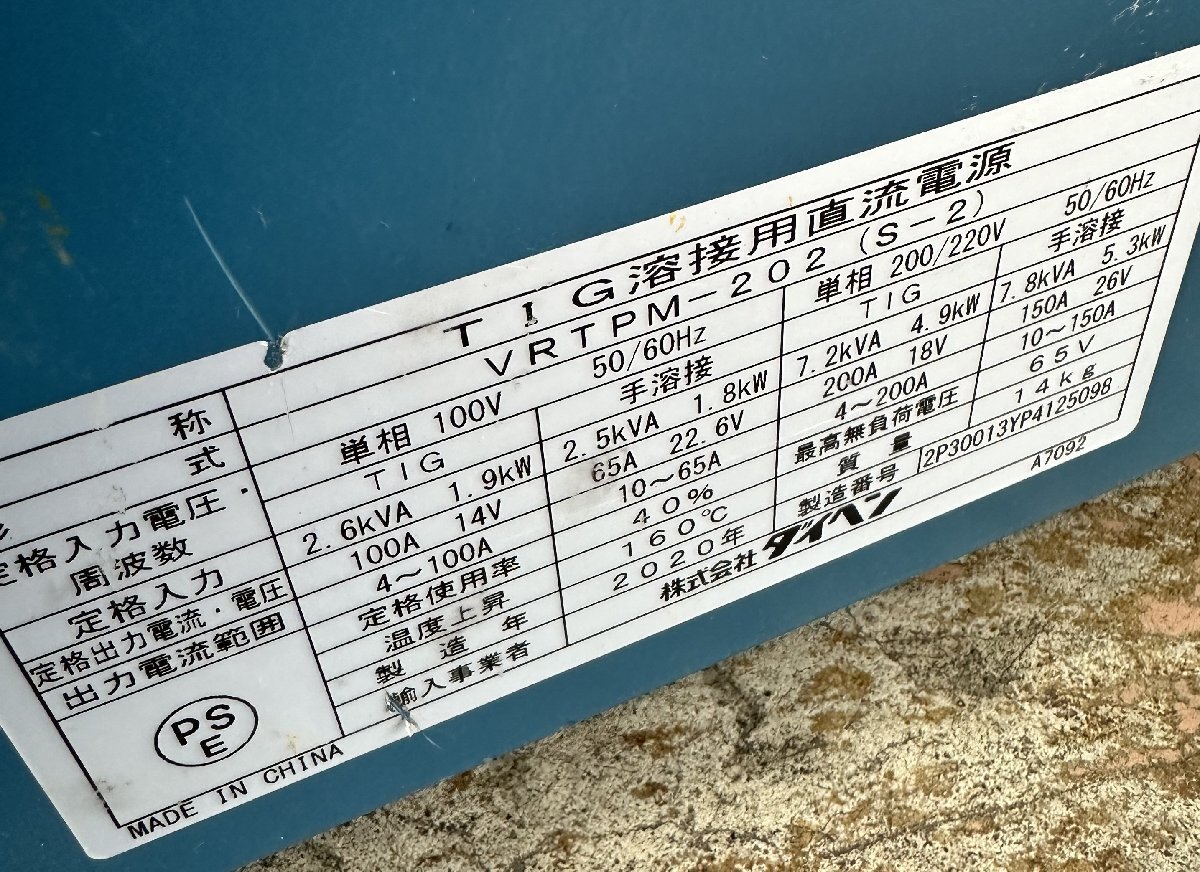 称 TIG溶接用直流電源
式 VRTPM-202 (S-2)
定格入力電圧・周波数 単相 100V 50/60Hz 単相 200/220V 50/60Hz
TIG 手溶接 TIG 手溶接
定格入力 2.6kVA 1.9kW 2.5kVA 1.8kW 7.2kVA 4.9kW 7.8kVA 5.3kW
定格出力電流・電圧 100A 14V 65A 22.6V 200A 18V 150A 26V
出力電流範囲 4～100A 10～65A 4～200A 10～150A
定格使用率 40% 最高無負荷電圧 65V
温度上昇 160℃ 質量 14kg
製造年 2020年 製造番号 2P30013YP4125098
輸入事業者 株式会社 ダイヘン
PS
E
MADE IN CHINA
A7092